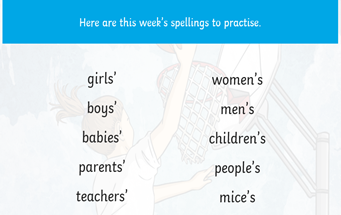 Here are this week's spellings to practise.
girls'
boys'
babies'
parents'
teachers'
women's
men's
children's
people's
mice's